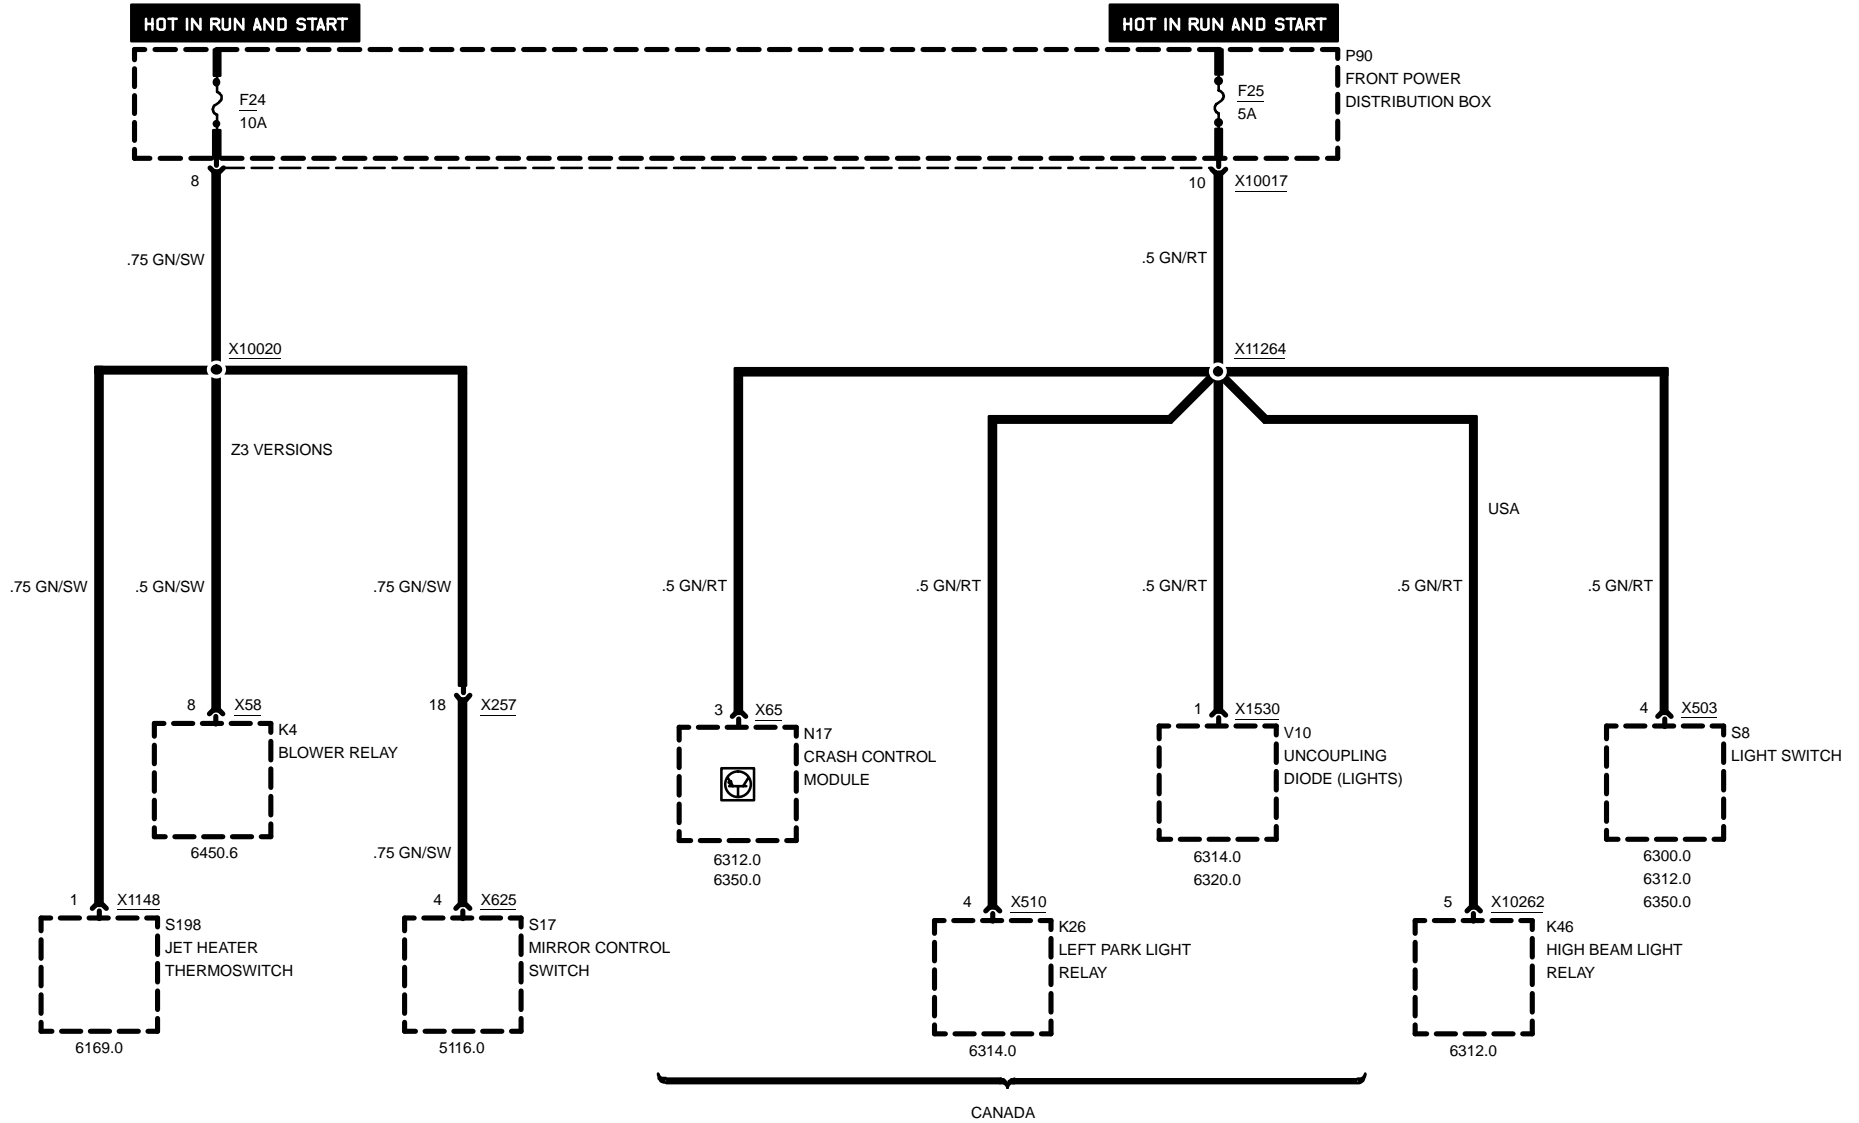 HOT IN RUN AND START
HOT IN RUN AND START
P90
FRONT POWER
DISTRIBUTION BOX
F24
10A
F25
5A
8
10
X10017
.75 GN/SW
.5 GN/RT
X10020
X11264
Z3 VERSIONS
USA
.75 GN/SW
.5 GN/SW
.75 GN/SW
.5 GN/RT
.5 GN/RT
.5 GN/RT
.5 GN/RT
.5 GN/RT
8
X58
K4
BLOWER RELAY
6450.6
18
X257
.75 GN/SW
3
X65
N17
CRASH CONTROL
MODULE
6312.0
6350.0
1
X1530
V10
UNCOUPLING
DIODE (LIGHTS)
6314.0
6320.0
4
X503
S8
LIGHT SWITCH
6300.0
6312.0
6350.0
1
X1148
S198
JET HEATER
THERMOSWITCH
6169.0
4
X625
S17
MIRROR CONTROL
SWITCH
5116.0
4
X510
K26
LEFT PARK LIGHT
RELAY
6314.0
5
X10262
K46
HIGH BEAM LIGHT
RELAY
6312.0
CANADA